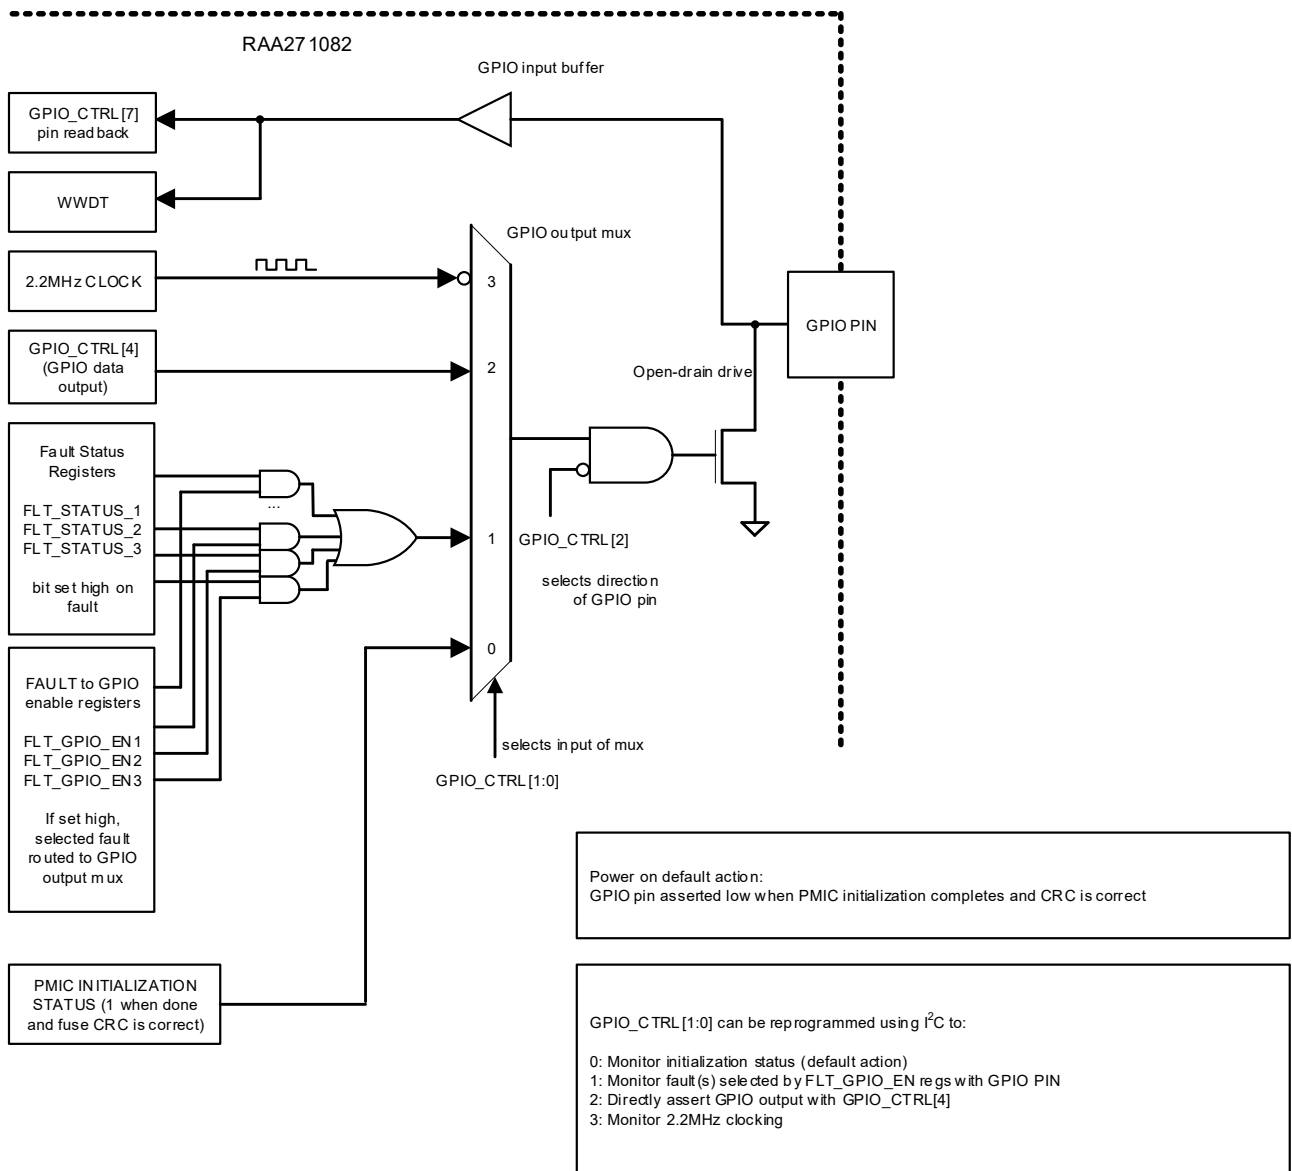 RAA271082
GPIO input buffer
GPIO_CTRL[7]
pin readback
WWDT
GPIO output mux
2.2MHz CLOCK
3
GPIO PIN
GPIO_CTRL[4]
(GPIO data
output)
2
Open-drain drive
Fault Status
Registers
FLT_STATUS_1
FLT_STATUS_2
FLT_STATUS_3
bit set high on
fault
...
1
GPIO_CTRL[2]
selects direction
of GPIO pin
0
FAULT to GPIO
enable registers
FLT_GPIO_EN1
FLT_GPIO_EN2
FLT_GPIO_EN3
If set high,
selected fault
routed to GPIO
output mux
selects input of mux
GPIO_CTRL[1:0]
Power on default action:
GPIO pin asserted low when PMIC initialization completes and CRC is correct
PMIC INITIALIZATION
STATUS (1 when done
and fuse CRC is correct)
GPIO_CTRL[1:0] can be reprogrammed using I²C to:
0: Monitor initialization status (default action)
1: Monitor fault(s) selected by FLT_GPIO_EN regs with GPIO PIN
2: Directly assert GPIO output with GPIO_CTRL[4]
3: Monitor 2.2MHz clocking